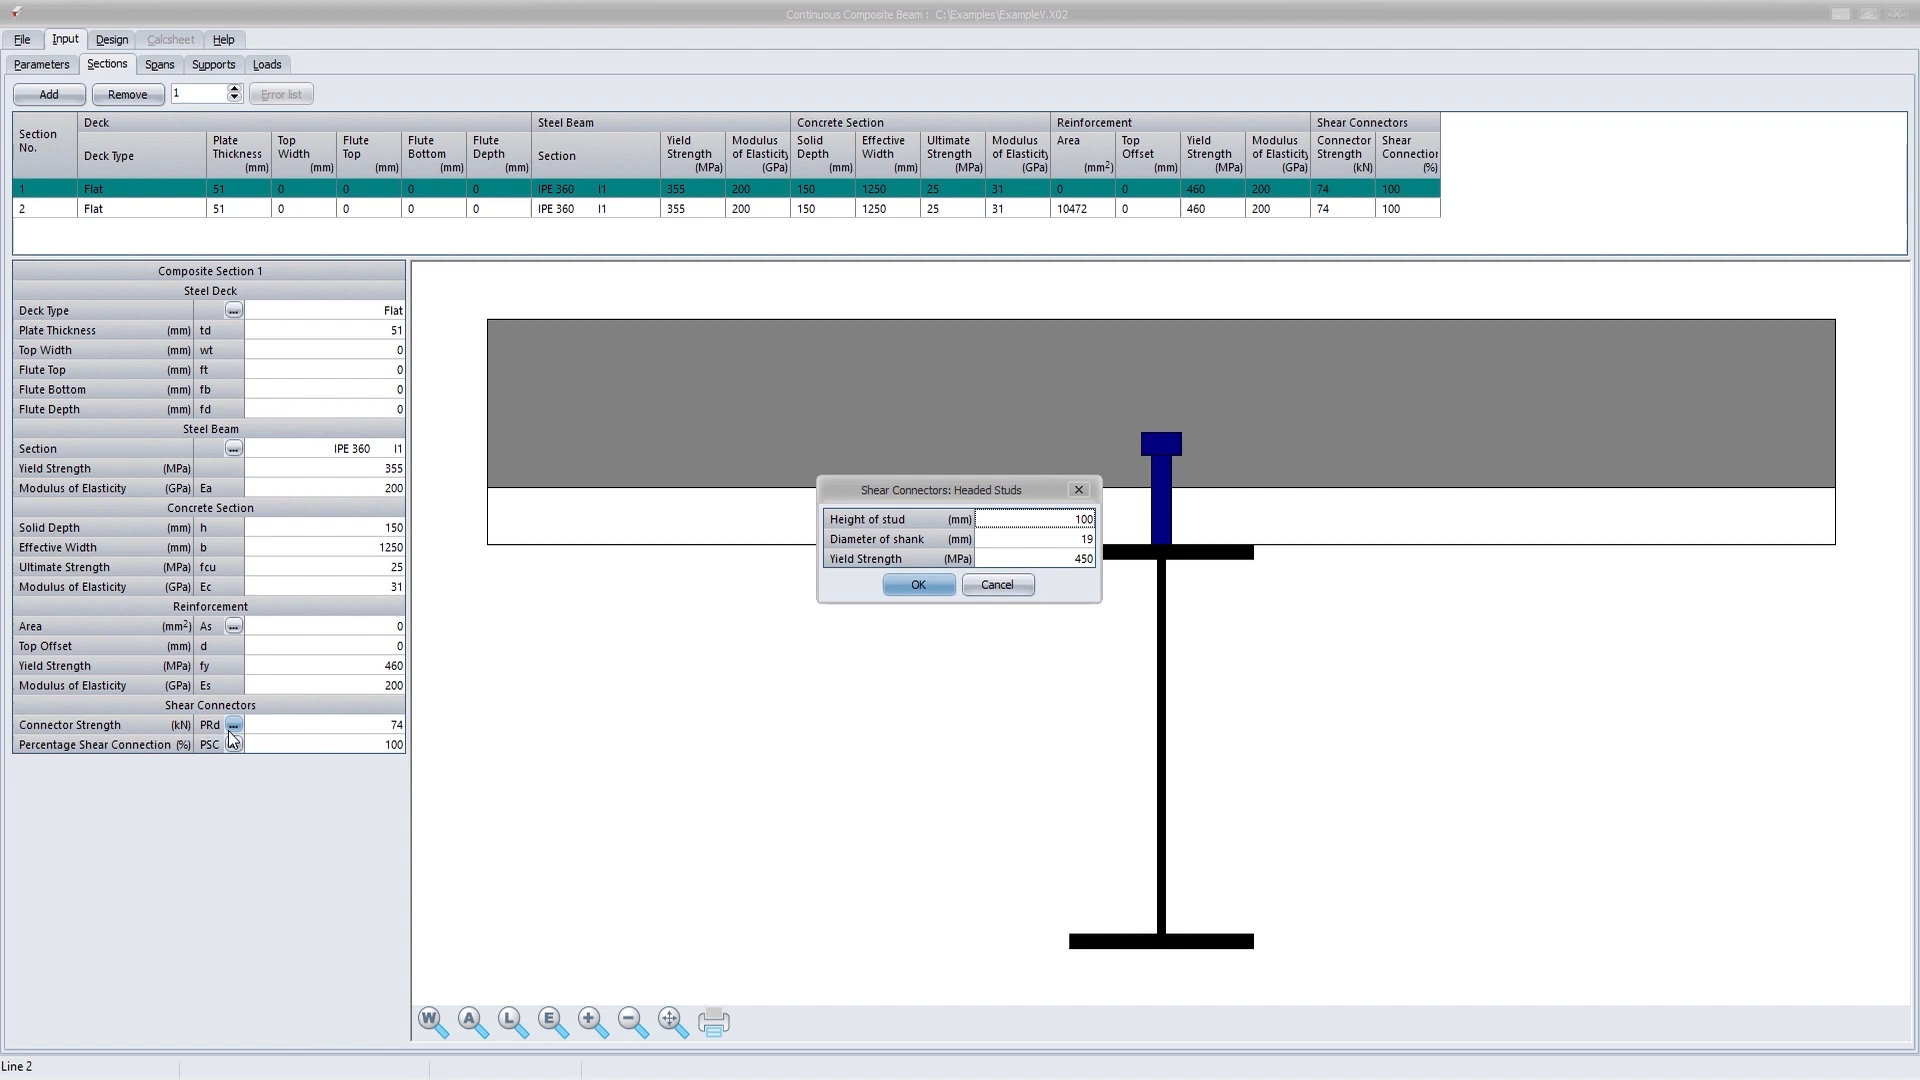 Continuous Composite Beam : C:\Examples\ExampleV.X02
File Input Design Calcsheet Help
Parameters Sections Spans Supports Loads
Add Remove 1 Error list
Section No. Deck Steel Beam Concrete Section Reinforcement Shear Connectors
Deck Type Plate Thickness (mm) Top Width (mm) Flute Top (mm) Flute Bottom (mm) Flute Depth (mm) Section Yield Strength (MPa) Modulus of Elasticity (GPa) Solid Depth (mm) Effective Width (mm) Ultimate Strength (MPa) Modulus of Elasticity (GPa) Area (mm2) Top Offset (mm) Yield Strength (MPa) Modulus of Elasticity (GPa) Connector Strength (kN) Shear Connection (%)
1 Flat 51 0 0 0 0 IPE 360 I1 355 200 150 1250 25 31 0 0 460 200 74 100
2 Flat 51 0 0 0 0 IPE 360 I1 355 200 150 1250 25 31 10472 0 460 200 74 100
Composite Section 1
Steel Deck
Deck Type ... Flat
Plate Thickness (mm) td 51
Top Width (mm) wt 0
Flute Top (mm) ft 0
Flute Bottom (mm) fb 0
Flute Depth (mm) fd 0
Steel Beam
Section ... IPE 360 I1
Yield Strength (MPa) 355
Modulus of Elasticity (GPa) Ea 200
Concrete Section
Solid Depth (mm) h 150
Effective Width (mm) b 1250
Ultimate Strength (MPa) fcu 25
Modulus of Elasticity (GPa) Ec 31
Reinforcement
Area (mm2) As ... 0
Top Offset (mm) d 0
Yield Strength (MPa) fy 460
Modulus of Elasticity (GPa) Es 200
Shear Connectors
Connector Strength (kN) PRd ... 74
Percentage Shear Connection (%) PSC 100
Shear Connectors: Headed Studs
Height of stud (mm) 100
Diameter of shank (mm) 19
Yield Strength (MPa) 450
OK Cancel
W A L E
Line 2